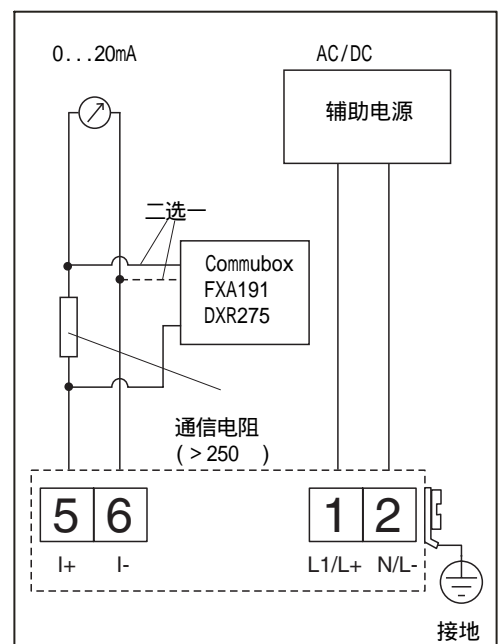 0...20mA
AC/DC
辅助电源
二选一
Commubox
FXA191
DXR275
通信电阻
(>250  )
5 6
1 2
I+ I-
L1/L+ N/L-
接地